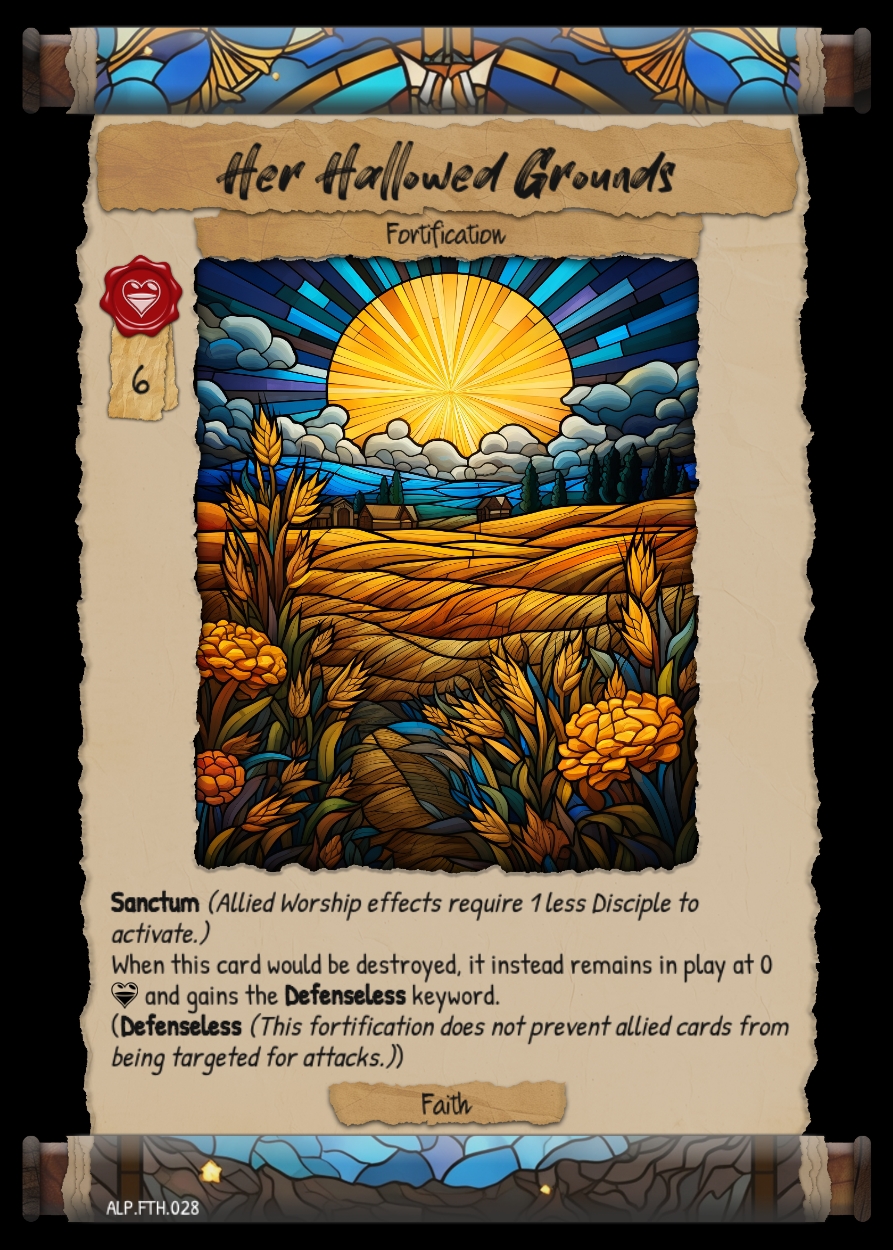 Her Hallowed Grounds
Fortification
6
Sanctum (Allied Worship effects require 1 less Disciple to
activate.)
When this card would be destroyed, it instead remains in play at 0
and gains the Defenseless keyword.
(Defenseless (This fortification does not prevent allied cards from
being targeted for attacks.))
Faith
ALP.FTH.028